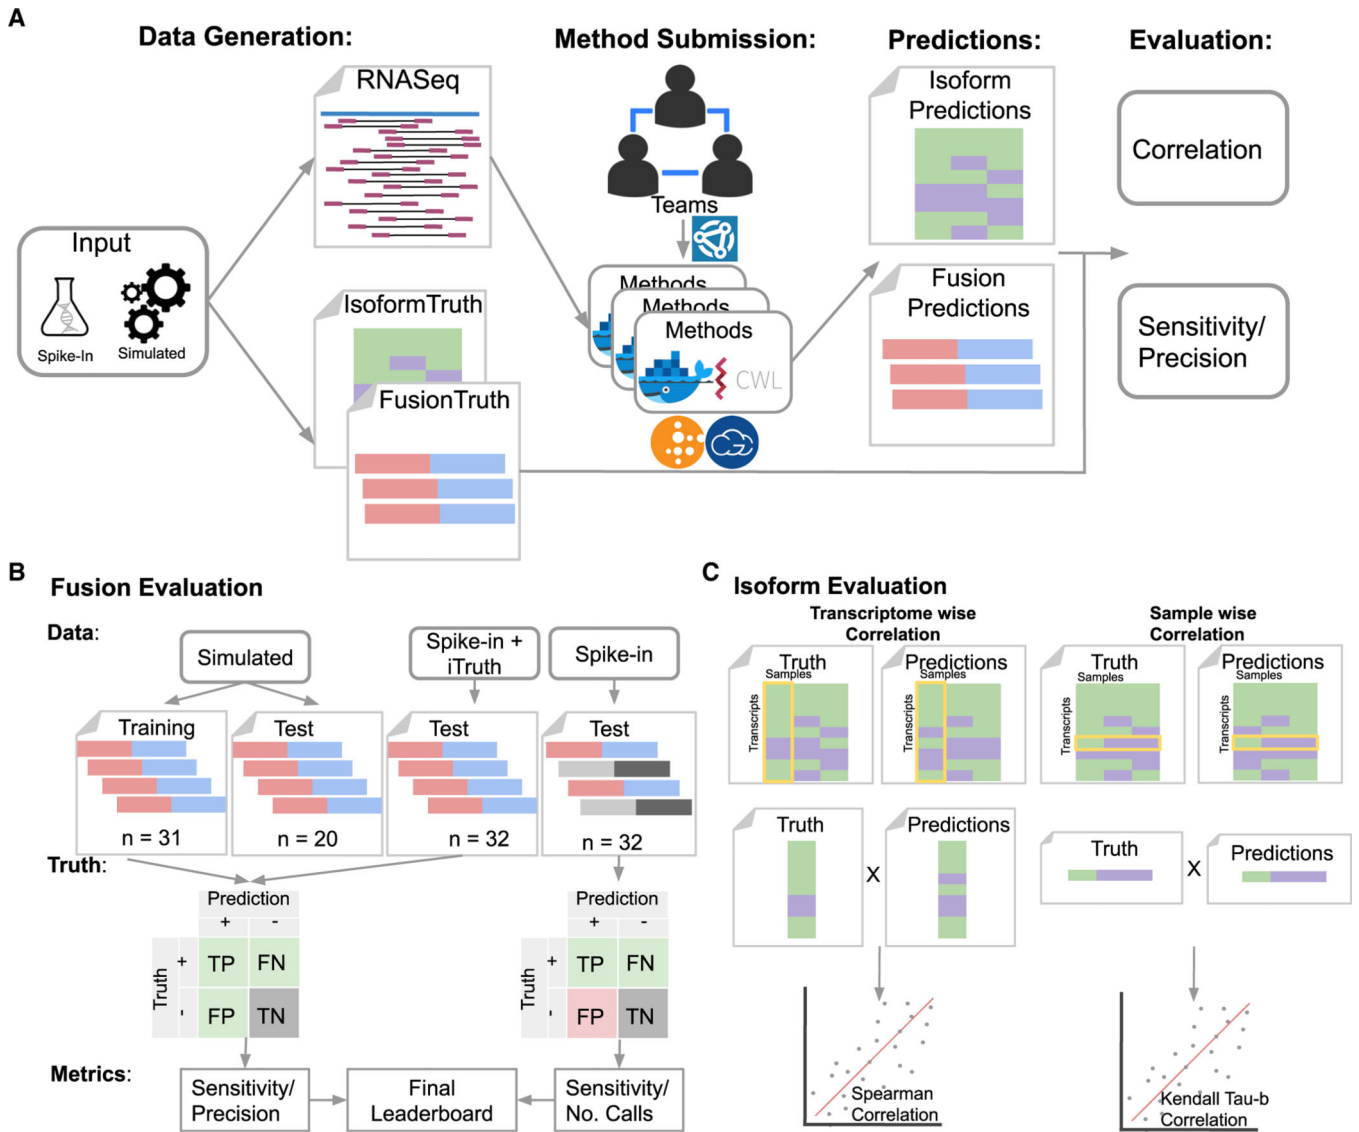 A
Data Generation:
Method Submission:
Predictions:
Evaluation:
RNASeq
Isoform
Predictions
Correlation
Teams
Input
Spike-In
Simulated
IsoformTruth
FusionTruth
Methods
Methods
Methods
CWL
Fusion
Predictions
Sensitivity/
Precision
B
Fusion Evaluation
Data:
Simulated
Spike-in +
iTruth
Spike-in
Training
Test
Test
Test
n = 31
n = 20
n = 32
n = 32
Truth:
Prediction
+ -
Truth
+ TP FN
- FP TN
Prediction
+ -
Truth
+ TP FN
- FP TN
Metrics:
Sensitivity/
Precision
Final
Leaderboard
Sensitivity/
No. Calls
C
Isoform Evaluation
Transcriptome wise
Correlation
Sample wise
Correlation
Truth
Samples
Transcripts
Predictions
Samples
Transcripts
Truth
Samples
Transcripts
Predictions
Samples
Transcripts
Truth
X
Predictions
Truth
X
Predictions
Spearman
Correlation
Kendall Tau-b
Correlation